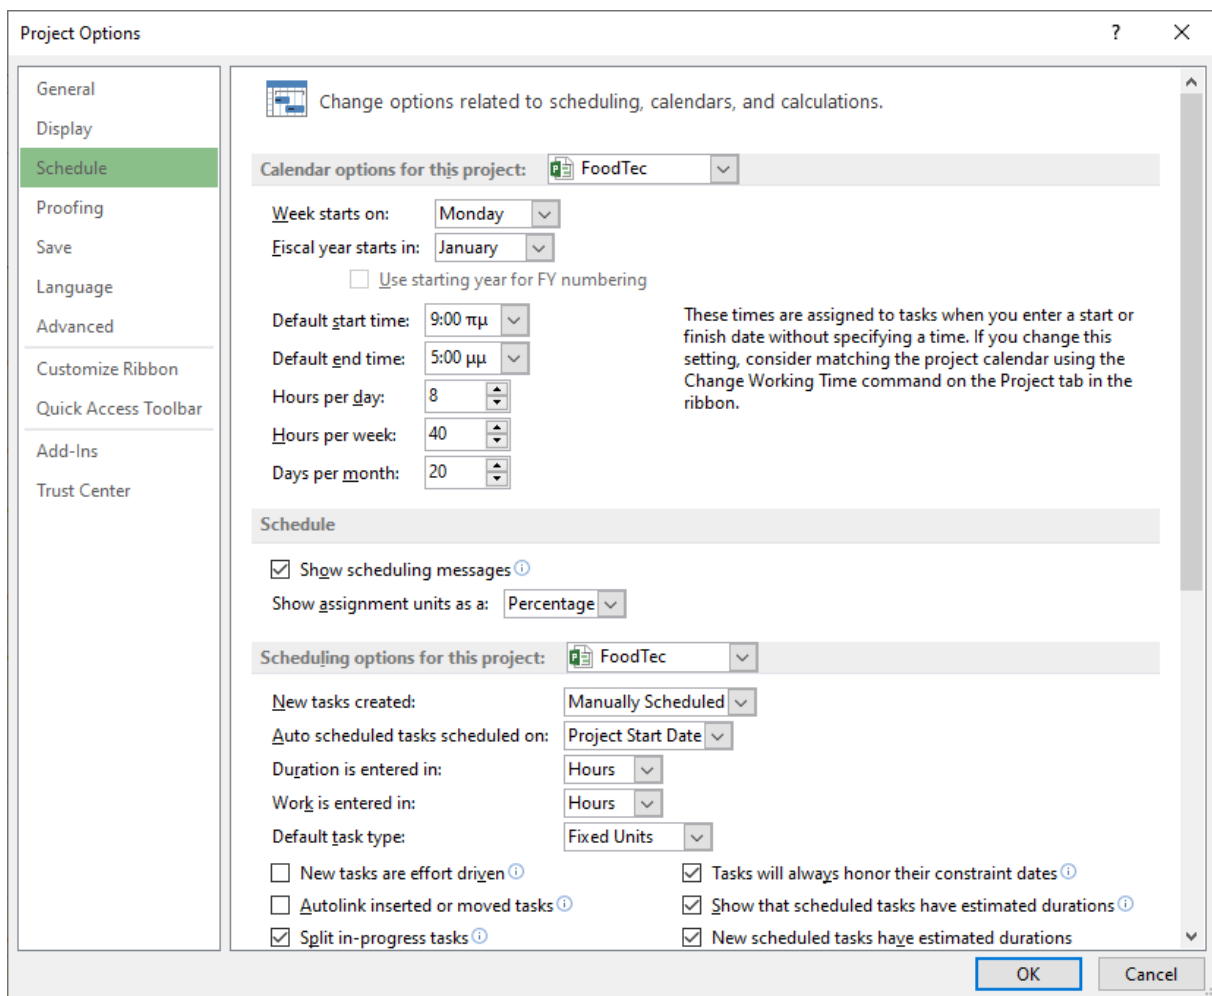 Project Options
?
General
Display
Schedule
Proofing
Save
Language
Advanced
Customize Ribbon
Quick Access Toolbar
Add-Ins
Trust Center
Change options related to scheduling, calendars, and calculations.
Calendar options for this project: FoodTec
Week starts on: Monday
Fiscal year starts in: January
Use starting year for FY numbering
Default start time: 9:00 πμ
Default end time: 5:00 μμ
Hours per day: 8
Hours per week: 40
Days per month: 20
These times are assigned to tasks when you enter a start or
finish date without specifying a time. If you change this
setting, consider matching the project calendar using the
Change Working Time command on the Project tab in the
ribbon.
Schedule
Show scheduling messages
Show assignment units as a: Percentage
Scheduling options for this project: FoodTec
New tasks created: Manually Scheduled
Auto scheduled tasks scheduled on: Project Start Date
Duration is entered in: Hours
Work is entered in: Hours
Default task type: Fixed Units
New tasks are effort driven
Autolink inserted or moved tasks
Split in-progress tasks
Tasks will always honor their constraint dates
Show that scheduled tasks have estimated durations
New scheduled tasks have estimated durations
OK
Cancel